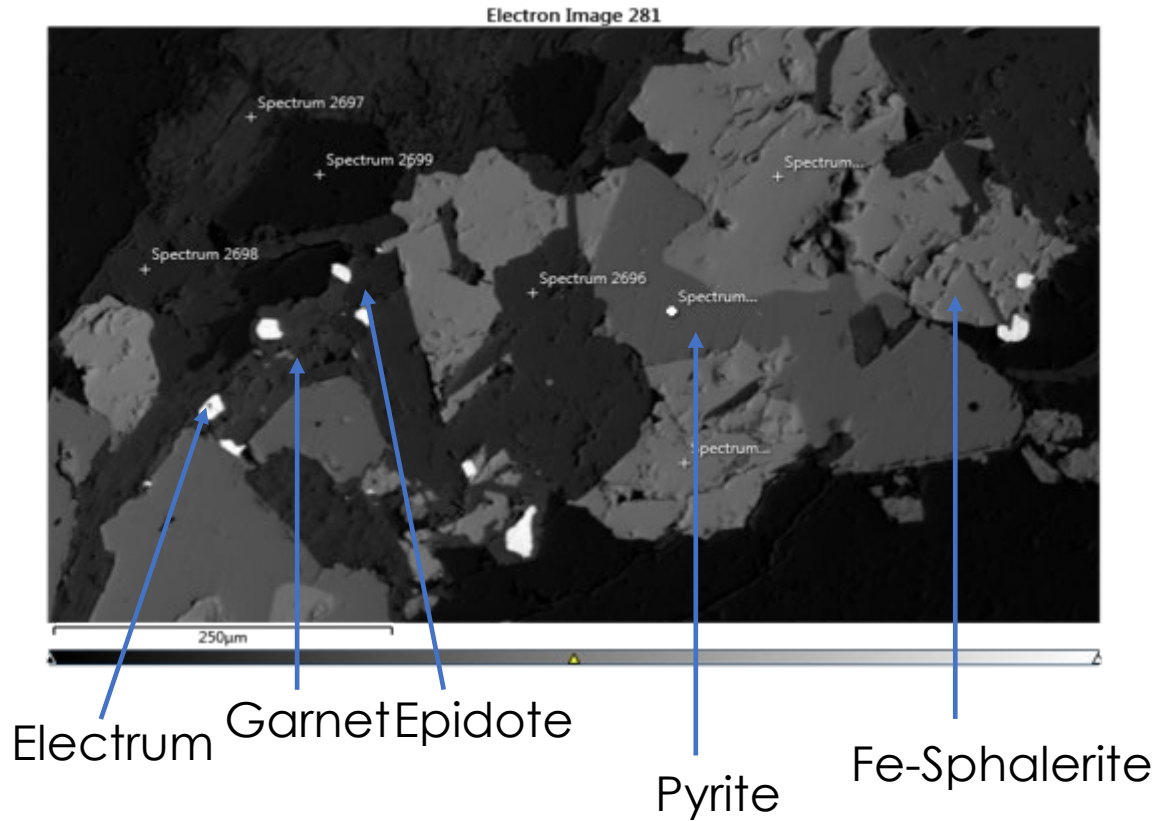 Electron Image 281
Spectrum 2697
Spectrum 2699
Spectrum...
Spectrum 2698
Spectrum 2696
Spectrum...
Spectrum...
250µm
Electrum
Garnet
Epidote
Pyrite
Fe-Sphalerite